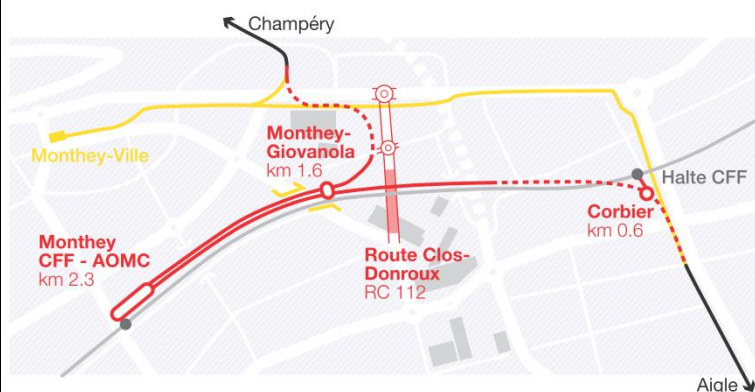 Champéry
Monthey-Ville
Monthey-
Giovanola
km 1.6
Halte CFF
Corbier
km 0.6
Monthey
CFF - AOMC
km 2.3
Route Clos-
Donroux
RC 112
Aigle